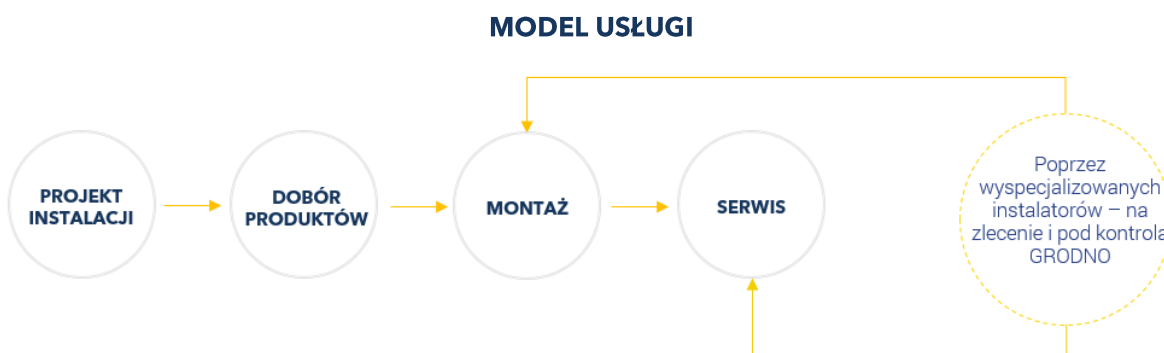 MODEL USŁUGI
PROJEKT
INSTALACJI
DOBÓR
PRODUKTÓW
MONTAŻ
SERWIS
Poprzez
wyspecjalizowanych
instalatorów – na
zlecenie i pod kontrolą
GRODNO